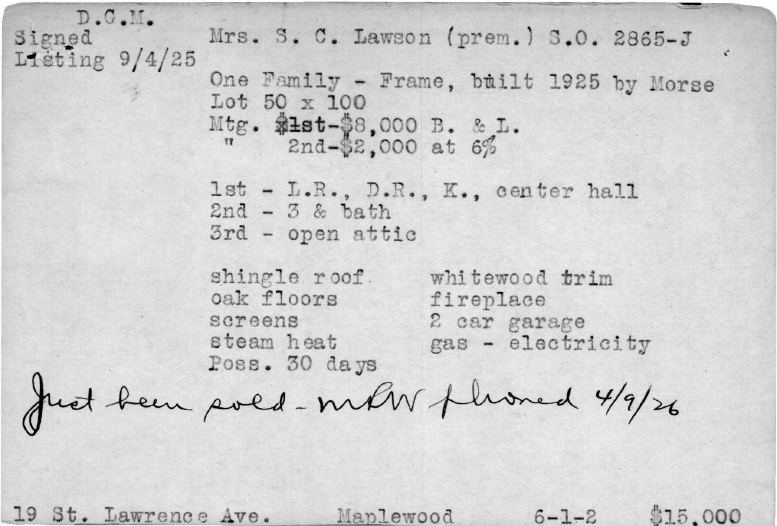 D.G.M.
Signed Mrs. S. C. Lawson (prem.) S.O. 2865-J
Listing 9/4/25
One Family - Frame, built 1925 by Morse
Lot 50 x 100
Mtg. 1st-$8,000 B. & L.
" 2nd-$2,000 at 6%
1st - L.R., D.R., K., center hall
2nd - 3 & bath
3rd - open attic
shingle roof whitewood trim
oak floors fireplace
screens 2 car garage
steam heat gas - electricity
Poss. 30 days
Just been sold - MRW phoned 4/9/26
19 St. Lawrence Ave. Maplewood 6-1-2 $15,000